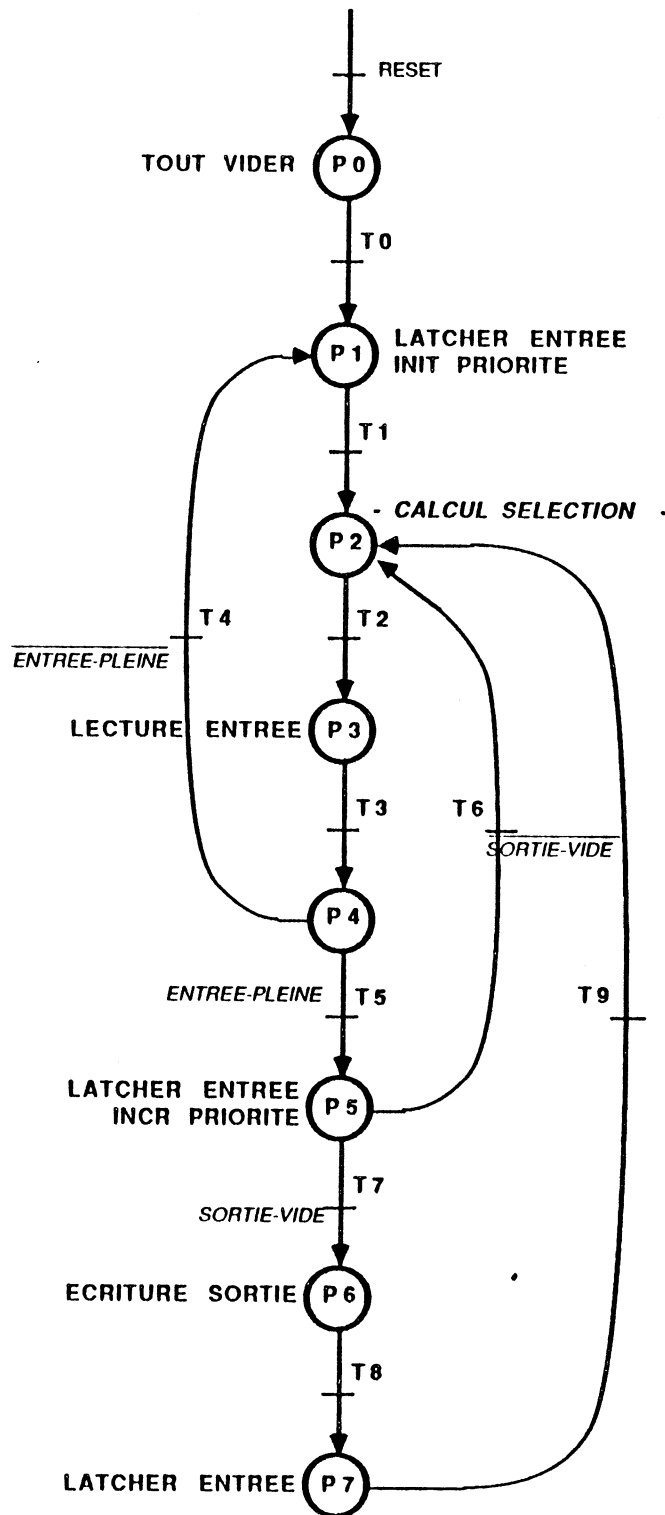 RESET
TOUT VIDER
P0
T0
P1
LATCHER ENTREE
INIT PRIORITE
T1
- CALCUL SELECTION -
P2
T4
ENTREE-PLEINE
T2
LECTURE ENTREE
P3
T3
T6
SORTIE-VIDE
P4
ENTREE-PLEINE
T5
T9
LATCHER ENTREE
INCR PRIORITE
P5
T7
SORTIE-VIDE
ECRITURE SORTIE
P6
T8
LATCHER ENTREE
P7